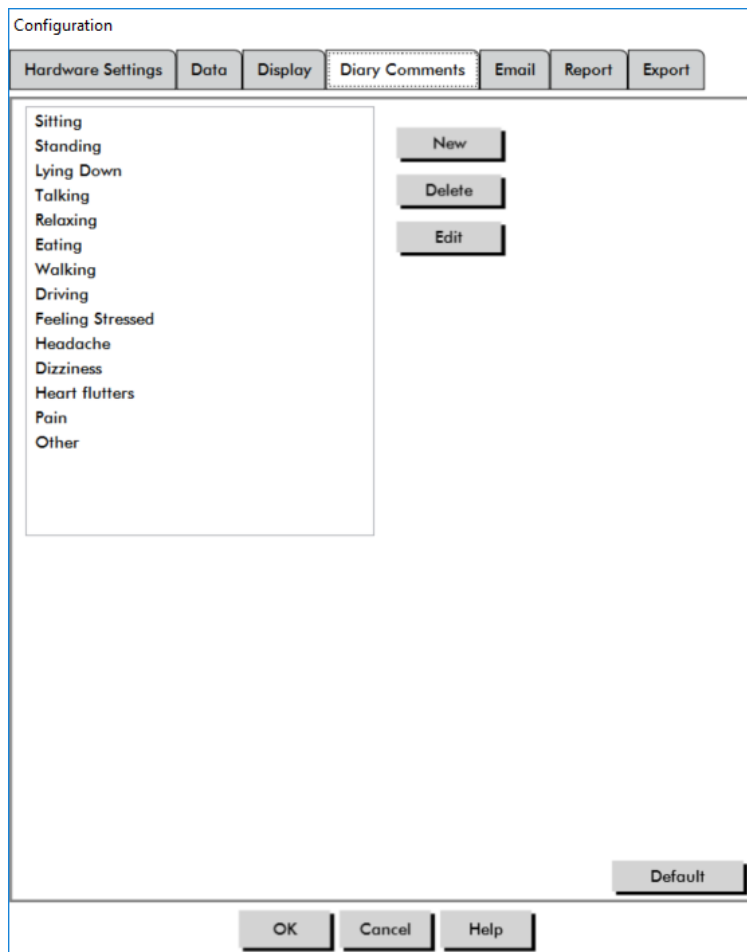 Configuration
Hardware Settings Data Display Diary Comments Email Report Export
Sitting
Standing
Lying Down
Talking
Relaxing
Eating
Walking
Driving
Feeling Stressed
Headache
Dizziness
Heart flutters
Pain
Other
New
Delete
Edit
Default
OK Cancel Help